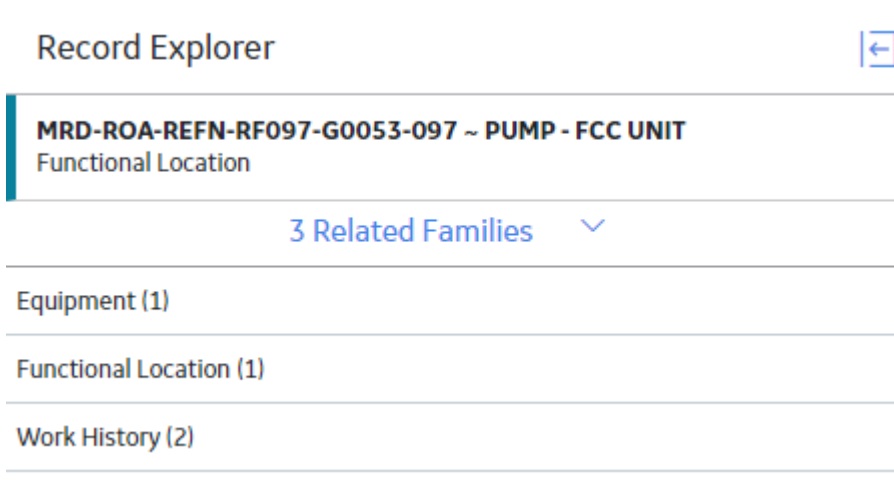 Record Explorer
MRD-ROA-REFN-RF097-G0053-097 ~ PUMP - FCC UNIT
Functional Location
3 Related Families
Equipment (1)
Functional Location (1)
Work History (2)